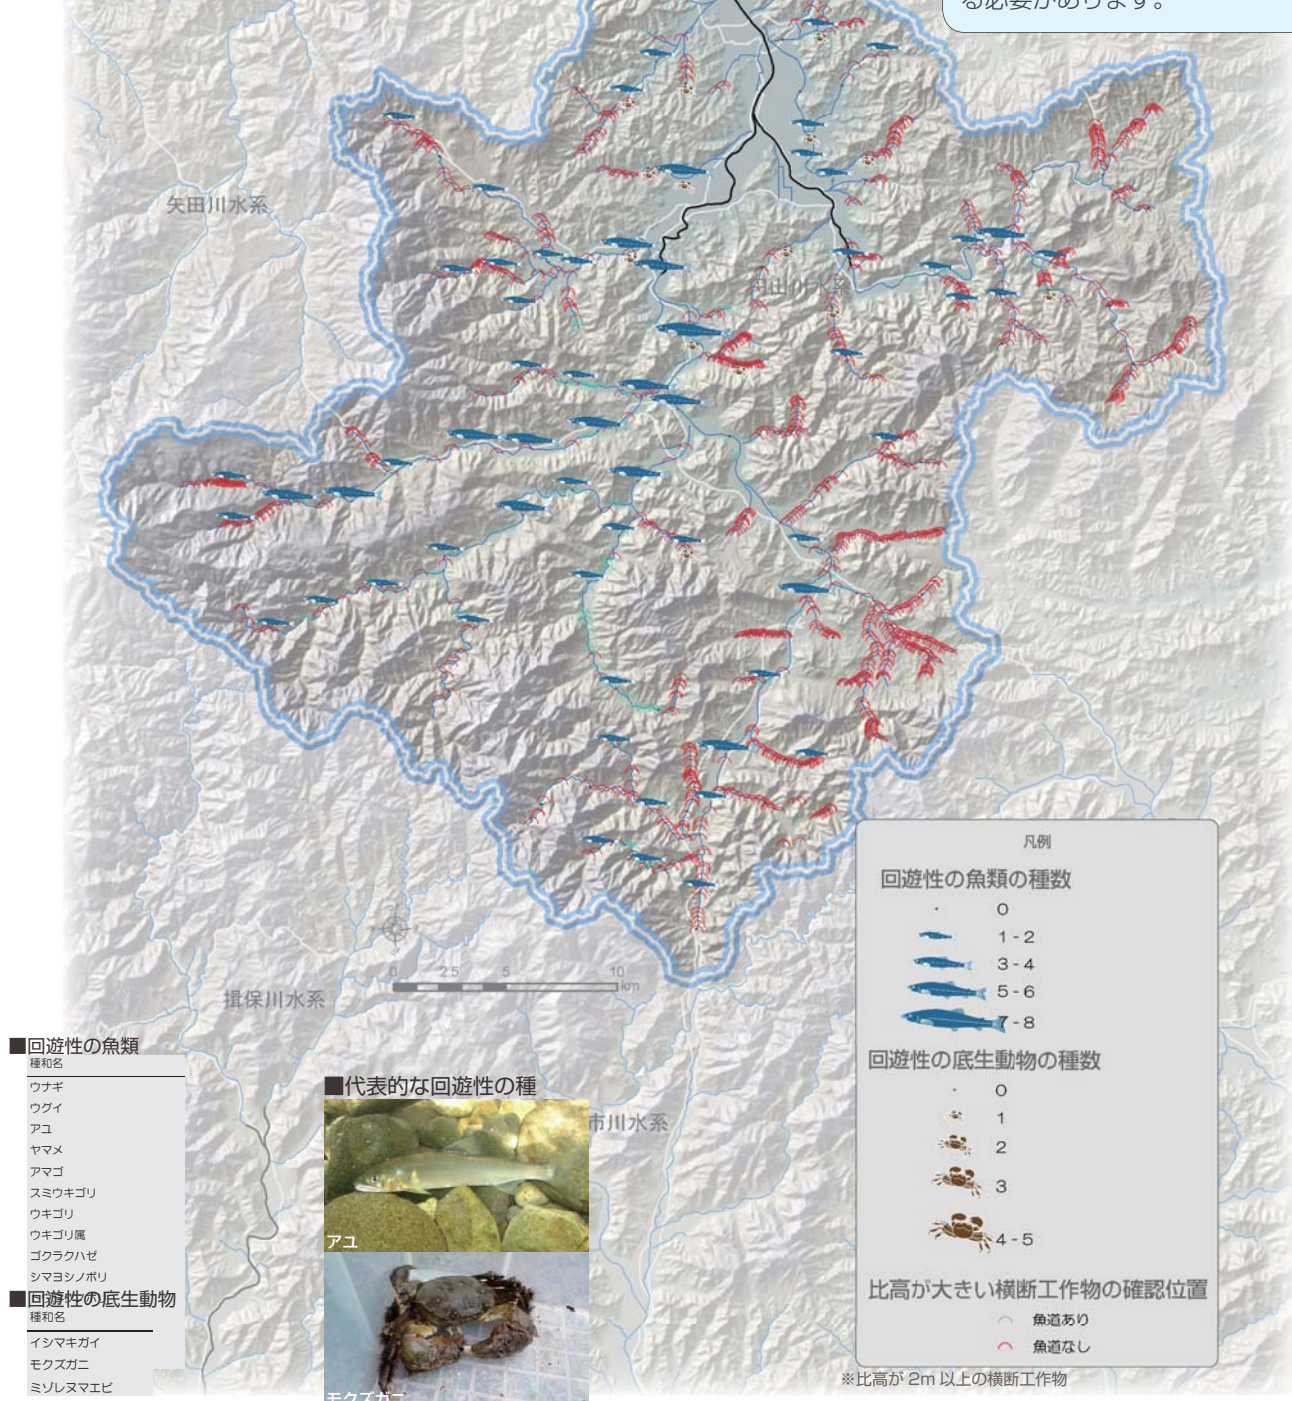 る必要があります。
矢田川水系
円山川水系
揖保川水系
市川水系
0 2.5 5 10
km
凡例
回遊性の魚類の種数
0
1 - 2
3 - 4
5 - 6
7 - 8
回遊性の底生動物の種数
0
1
2
3
4 - 5
比高が大きい横断工作物の確認位置
魚道あり
魚道なし
※比高が 2m 以上の横断工作物
■回遊性の魚類
種和名
ウナギ
ウグイ
アユ
ヤマメ
アマゴ
スミウキゴリ
ウキゴリ
ウキゴリ属
ゴクラクハゼ
シマヨシノボリ
■回遊性の底生動物
種和名
イシマキガイ
モクズガニ
ミゾレヌマエビ
■代表的な回遊性の種
アユ
モクズガニ